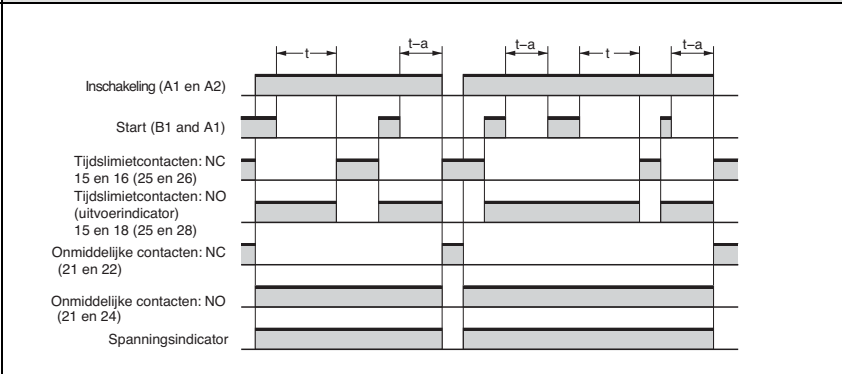 t
t–a
t–a
t
t–a
Inschakeling (A1 en A2)
Start (B1 and A1)
Tijdslimietcontacten: NC
15 en 16 (25 en 26)
Tijdslimietcontacten: NO
(uitvoerindicator)
15 en 18 (25 en 28)
Onmiddelijke contacten: NC
(21 en 22)
Onmiddelijke contacten: NO
(21 en 24)
Spanningsindicator